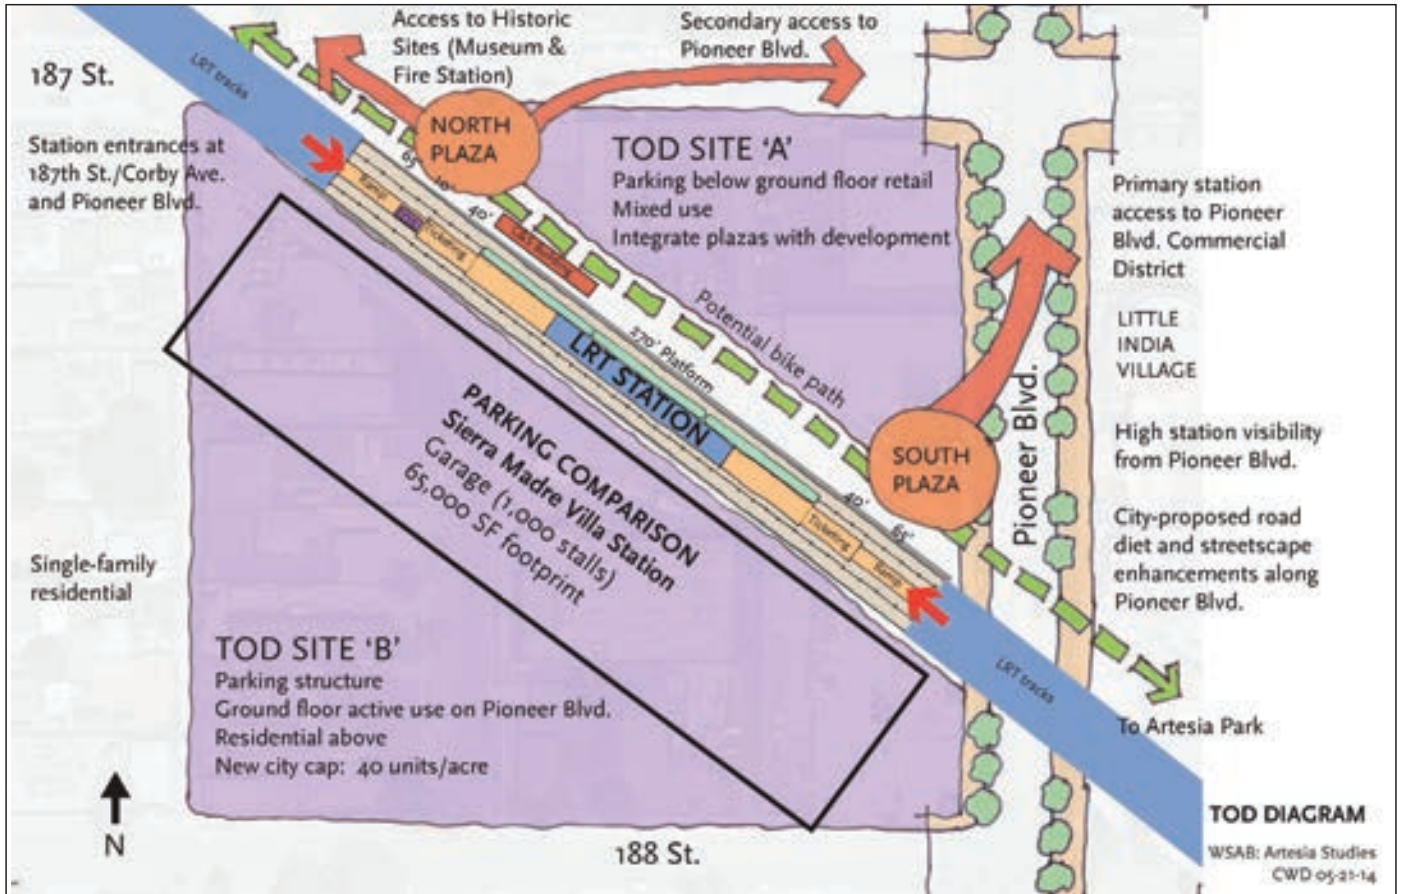 187 St.
LRT tracks
Access to Historic
Sites (Museum &
Fire Station)
Secondary access to
Pioneer Blvd.
Station entrances at
187th St./Corby Ave.
and Pioneer Blvd.
NORTH
PLAZA
TOD SITE ‘A’
Parking below ground floor retail
Mixed use
Integrate plazas with development
Primary station
access to Pioneer
Blvd. Commercial
District
LITTLE
INDIA
VILLAGE
High station visibility
from Pioneer Blvd.
City-proposed road
diet and streetscape
enhancements along
Pioneer Blvd.
65'
10'
40'
Ramp
Ticketing
270' Platform
Potential bike path
LRT STATION
SOUTH
PLAZA
Pioneer Blvd.
40'
65'
Ticketing
Ramp
PARKING COMPARISON
Sierra Madre Villa Station
Garage (1,000 stalls)
65,000 SF footprint
Single-family
residential
TOD SITE ‘B’
Parking structure
Ground floor active use on Pioneer Blvd.
Residential above
New city cap: 40 units/acre
LRT tracks
To Artesia Park
N
188 St.
TOD DIAGRAM
WSAB: Artesia Studies
CWD 05-21-14